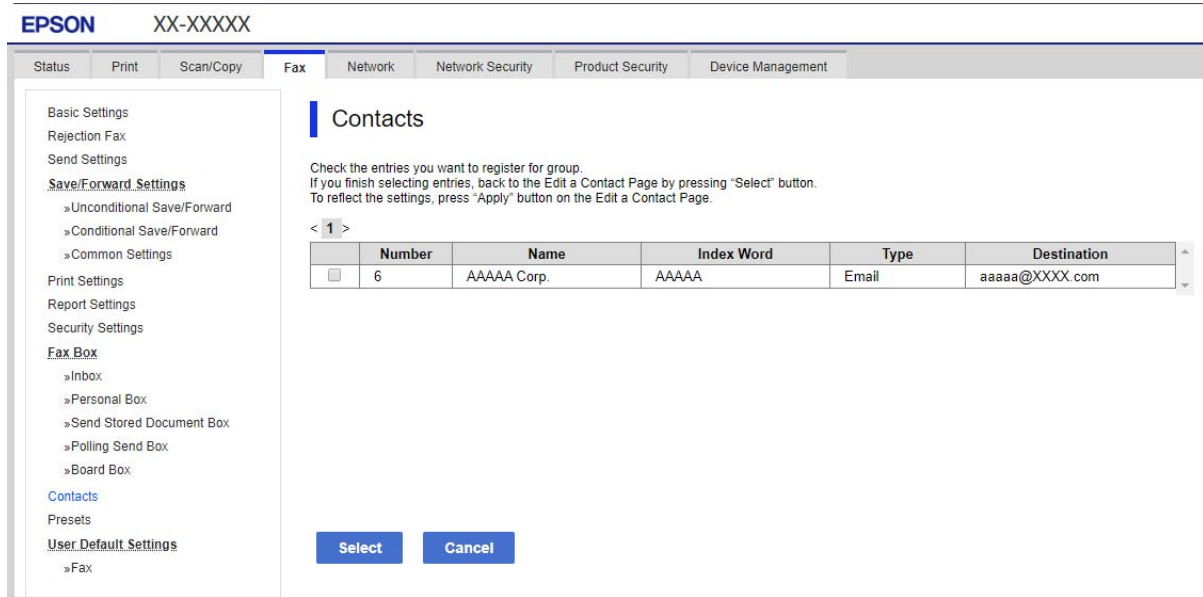 EPSON XX-XXXXX
Status Print Scan/Copy Fax Network Network Security Product Security Device Management
Basic Settings
Rejection Fax
Send Settings
Save/Forward Settings
»Unconditional Save/Forward
»Conditional Save/Forward
»Common Settings
Print Settings
Report Settings
Security Settings
Fax Box
»Inbox
»Personal Box
»Send Stored Document Box
»Polling Send Box
»Board Box
Contacts
Presets
User Default Settings
»Fax
Contacts
Check the entries you want to register for group.
If you finish selecting entries, back to the Edit a Contact Page by pressing “Select” button.
To reflect the settings, press “Apply” button on the Edit a Contact Page.
< 1 >
Number Name Index Word Type Destination
6 AAAAA Corp. AAAAA Email aaaaa@XXXX.com
Select Cancel